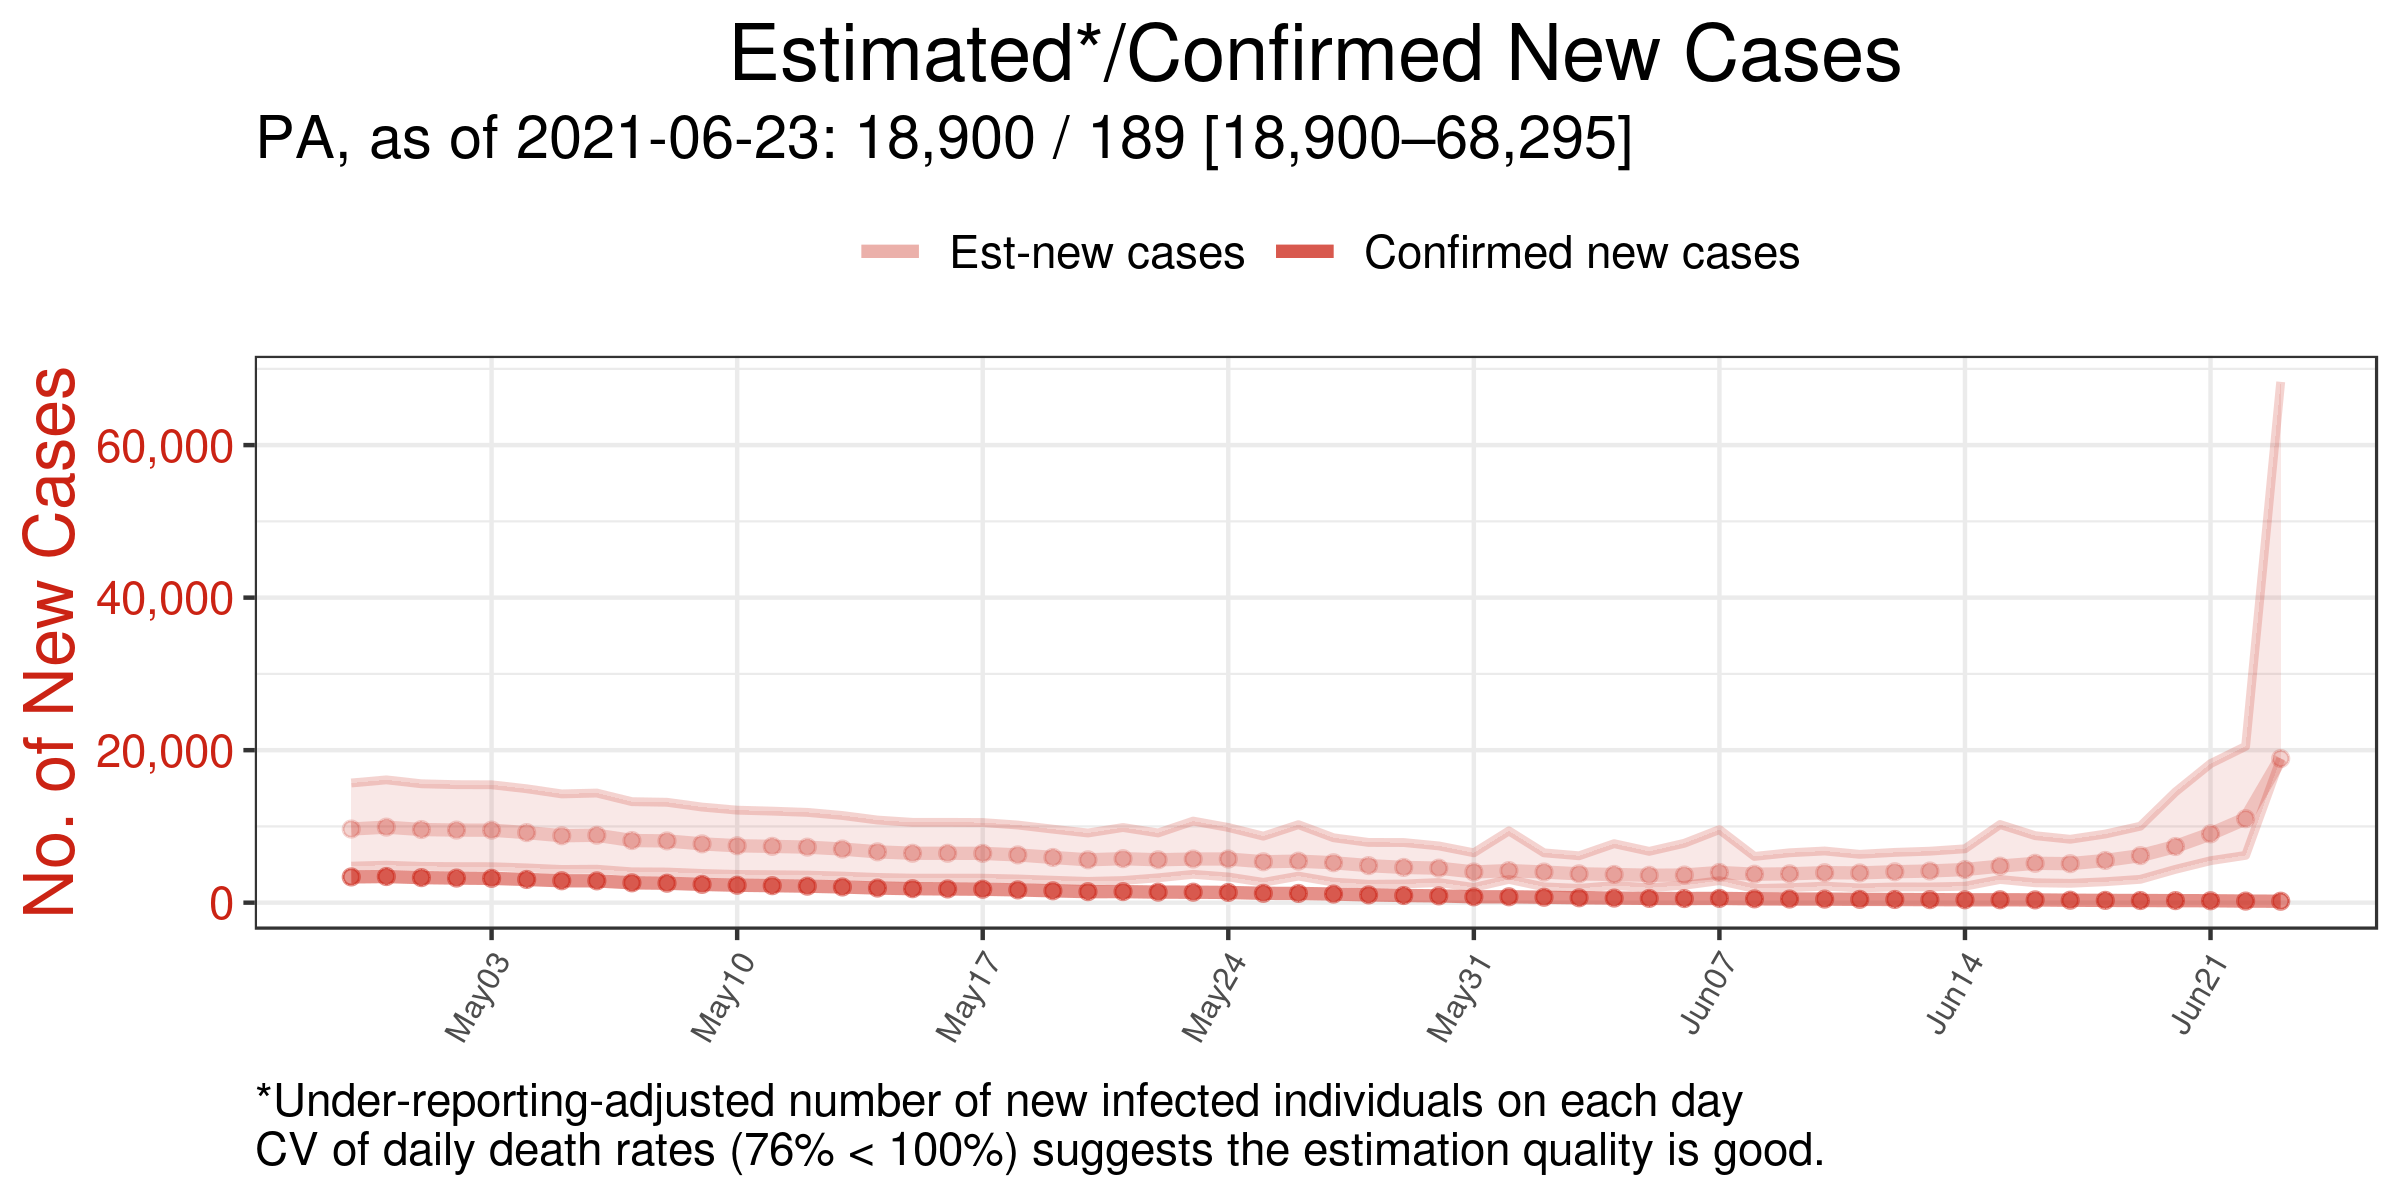 Estimated*/Confirmed New Cases
PA, as of 2021-06-23: 18,900 / 189 [18,900–68,295]
Est-new cases
Confirmed new cases
No. of New Cases
60,000
40,000
20,000
0
May03
May10
May17
May24
May31
Jun07
Jun14
Jun21
*Under-reporting-adjusted number of new infected individuals on each day
CV of daily death rates (76% < 100%) suggests the estimation quality is good.